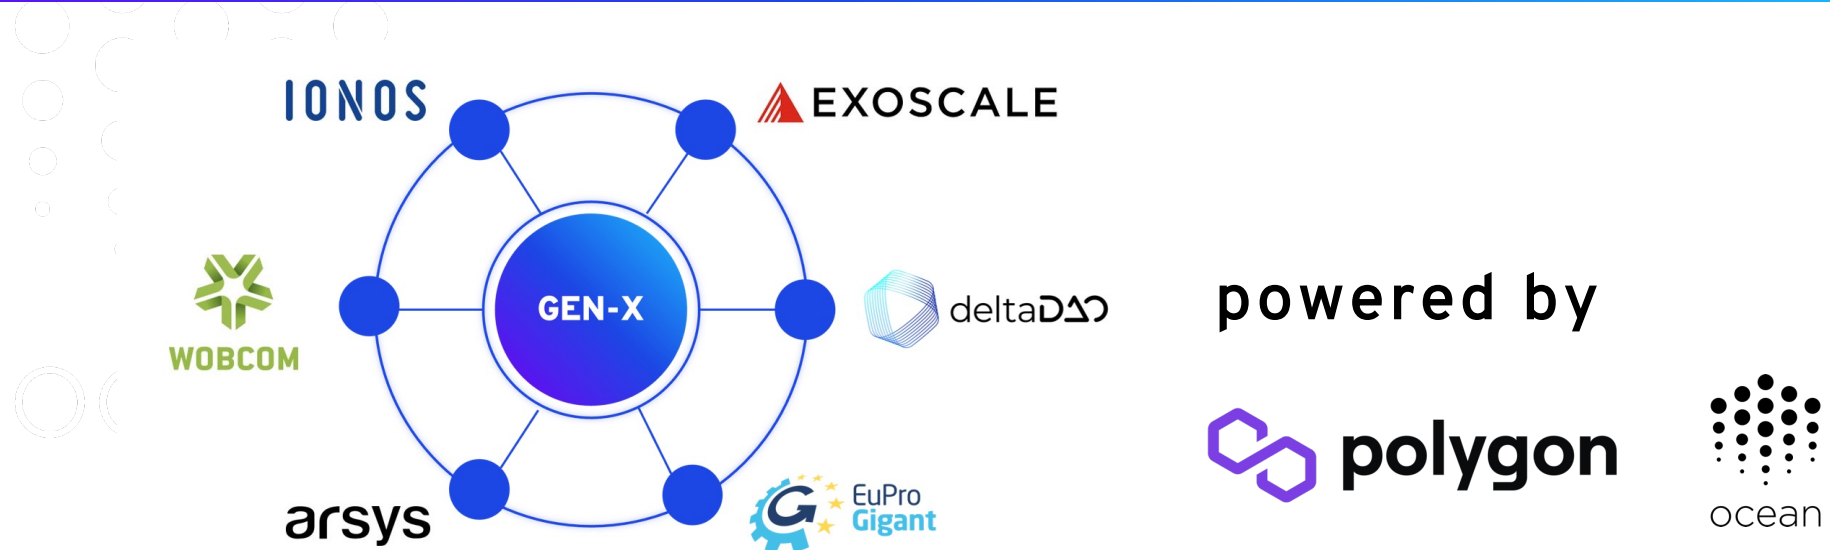 IONOS
EXOSCALE
GEN-X
WOBCOM
deltaDAO
powered by
polygon
ocean
arsys
EuPro
Gigant